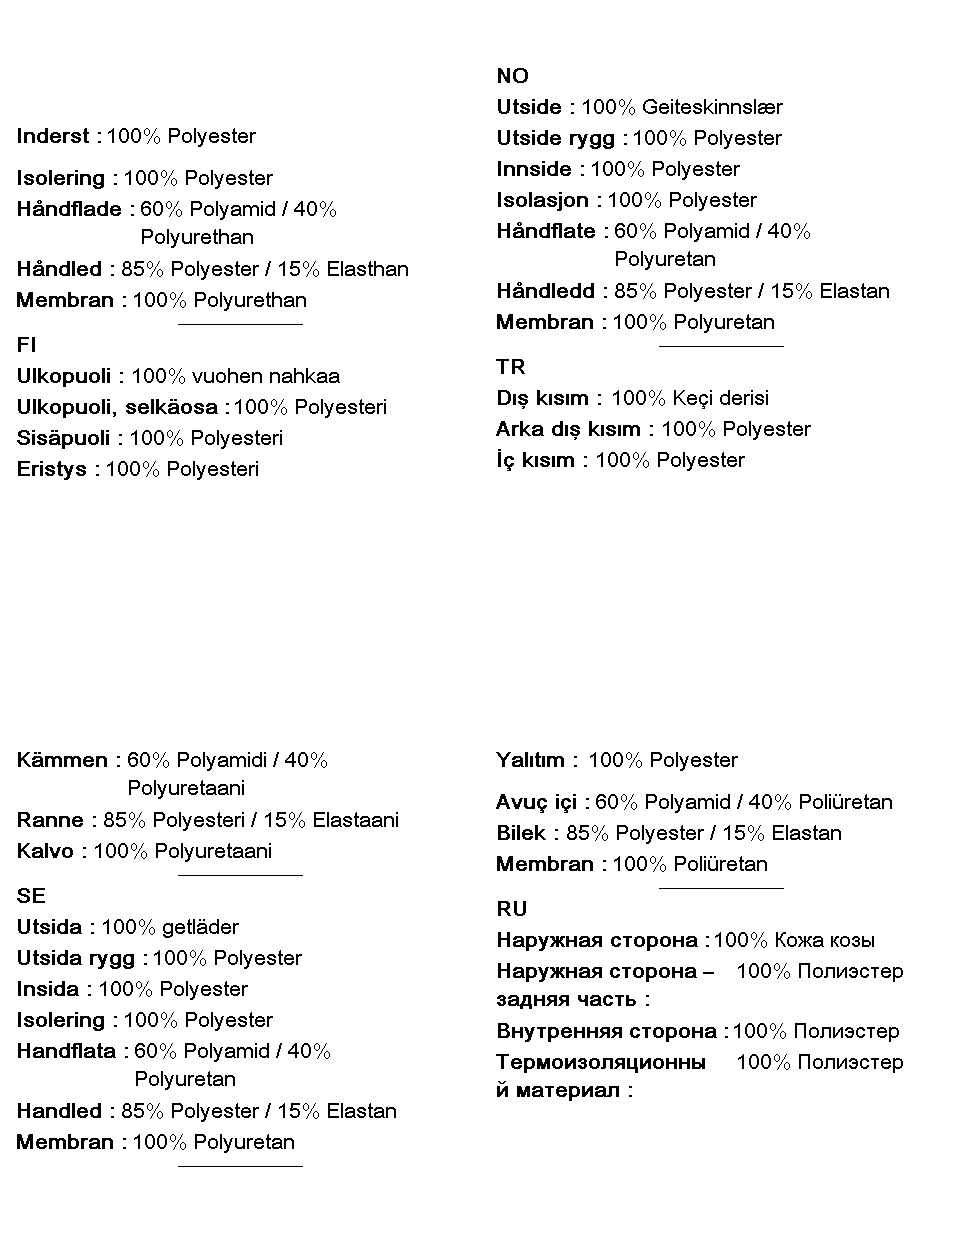 Inderst : 100% Polyester
Isolering : 100% Polyester
Håndflade : 60% Polyamid / 40%
Polyurethan
Håndled : 85% Polyester / 15% Elasthan
Membran : 100% Polyurethan
FI
Ulkopuoli : 100% vuohen nahkaa
Ulkopuoli, selkäosa : 100% Polyesteri
Sisäpuoli : 100% Polyesteri
Eristys : 100% Polyesteri
Kämmen : 60% Polyamidi / 40%
Polyuretaani
Ranne : 85% Polyesteri / 15% Elastaani
Kalvo : 100% Polyuretaani
SE
Utsida : 100% getläder
Utsida rygg : 100% Polyester
Insida : 100% Polyester
Isolering : 100% Polyester
Handflata : 60% Polyamid / 40%
Polyuretan
Handled : 85% Polyester / 15% Elastan
Membran : 100% Polyuretan
NO
Utside : 100% Geiteskinnslær
Utside rygg : 100% Polyester
Innside : 100% Polyester
Isolasjon : 100% Polyester
Håndflate : 60% Polyamid / 40%
Polyuretan
Håndledd : 85% Polyester / 15% Elastan
Membran : 100% Polyuretan
TR
Dış kısım : 100% Keçi derisi
Arka dış kısım : 100% Polyester
İç kısım : 100% Polyester
Yalıtım : 100% Polyester
Avuç içi : 60% Polyamid / 40% Poliüretan
Bilek : 85% Polyester / 15% Elastan
Membran : 100% Poliüretan
RU
Наружная сторона : 100% Кожа козы
Наружная сторона – 100% Полиэстер
задняя часть :
Внутренняя сторона : 100% Полиэстер
Термоизоляционны 100% Полиэстер
й материал :